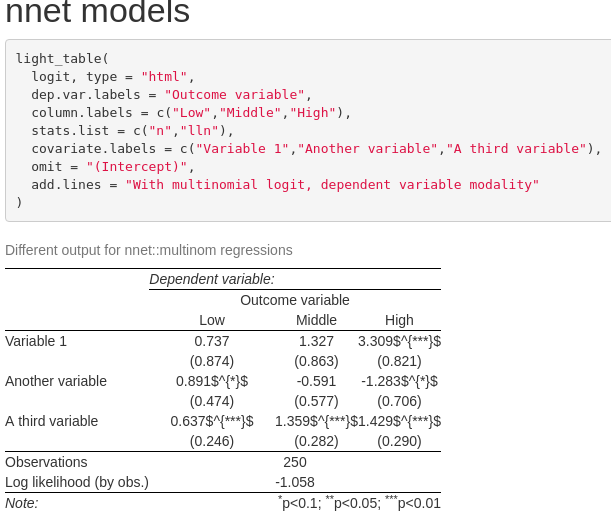 nnet models
light_table(
  logit, type = "html",
  dep.var.labels = "Outcome variable",
  column.labels = c("Low","Middle","High"),
  stats.list = c("n","lln"),
  covariate.labels = c("Variable 1","Another variable","A third variable"),
  omit = "(Intercept)",
  add.lines = "With multinomial logit, dependent variable modality"
)
Different output for nnet::multinom regressions
Dependent variable:
Outcome variable
Low Middle High
Variable 1 0.737 1.327 3.309$^{***}$
(0.874) (0.863) (0.821)
Another variable 0.891$^{*}$ -0.591 -1.283$^{*}$
(0.474) (0.577) (0.706)
A third variable 0.637$^{***}$ 1.359$^{***}$1.429$^{***}$
(0.246) (0.282) (0.290)
Observations 250
Log likelihood (by obs.) -1.058
Note: *p<0.1; **p<0.05; ***p<0.01